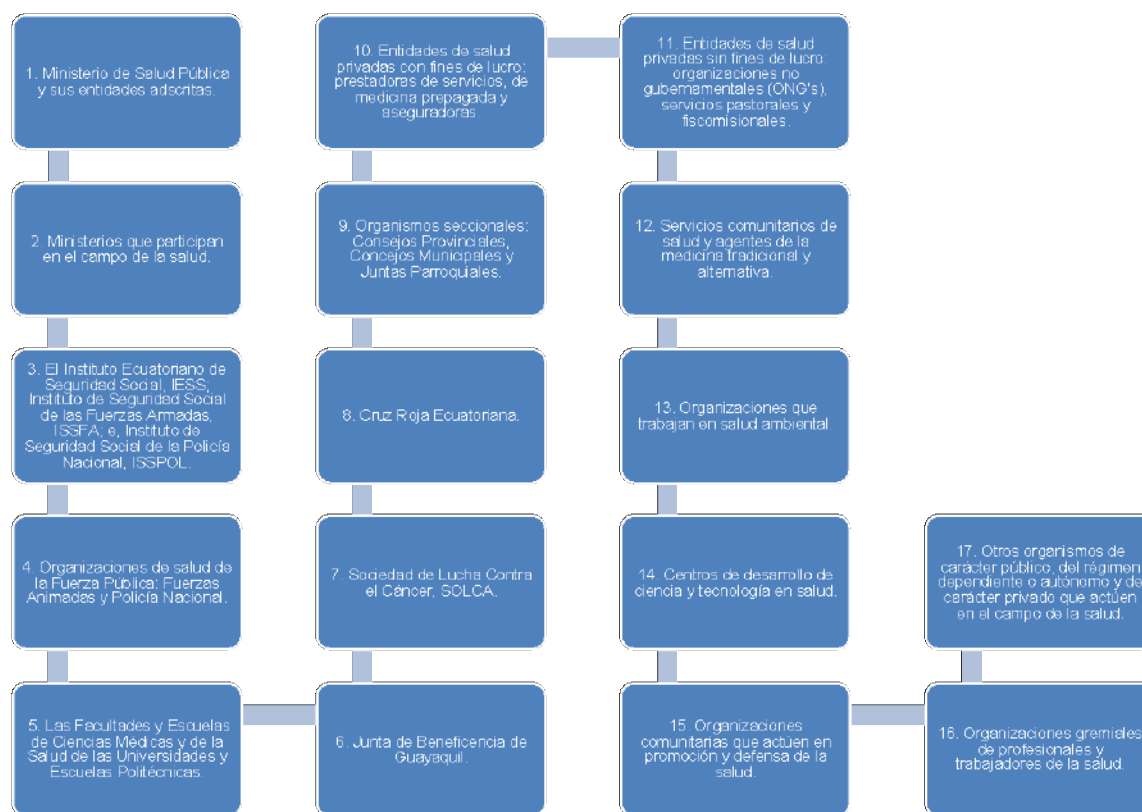 1. Ministerio de Salud Pública
y sus entidades adscritas.
2. Ministerios que participan
en el campo de la salud.
3. El Instituto Ecuatoriano de
Seguridad Social, IESS;
Instituto de Seguridad Social
de las Fuerzas Armadas,
ISSFA; e, Instituto de
Seguridad Social de la Policía
Nacional, ISSPOL.
4. Organizaciones de salud de
la Fuerza Pública: Fuerzas
Animadas y Policía Nacional.
5. Las Facultades y Escuelas
de Ciencias Médicas y de la
Salud de las Universidades y
Escuelas Politécnicas.
6. Junta de Beneficencia de
Guayaquil.
7. Sociedad de Lucha Contra
el Cáncer, SOLCA.
8. Cruz Roja Ecuatoriana.
9. Organismos seccionales:
Consejos Provinciales,
Concejos Municipales y
Juntas Parroquiales.
10. Entidades de salud
privadas con fines de lucro:
prestadoras de servicios, de
medicina prepagada y
aseguradoras.
11. Entidades de salud
privadas sin fines de lucro:
organizaciones no
gubernamentales (ONG's),
servicios pastorales y
fiscomisionales.
12. Servicios comunitarios de
salud y agentes de la
medicina tradicional y
alternativa.
13. Organizaciones que
trabajan en salud ambiental.
14. Centros de desarrollo de
ciencia y tecnología en salud.
15. Organizaciones
comunitarias que actúen en
promoción y defensa de la
salud.
16. Organizaciones gremiales
de profesionales y
trabajadores de la salud.
17. Otros organismos de
carácter público, del régimen
dependiente o autónomo y de
carácter privado que actúen
en el campo de la salud.